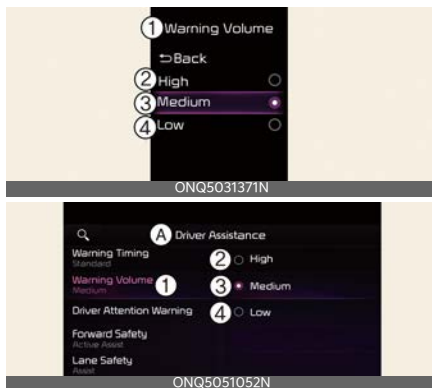 ① Warning Volume
⮌Back
② High
③ Medium
④ Low
ONQ5031371N
Ⓐ Driver Assistance
Warning Timing
Standard
② High
Warning Volume ①
Medium
③ Medium
Driver Attention Warning
④ Low
Forward Safety
Active Assist
Lane Safety
Assist
ONQ5051052N